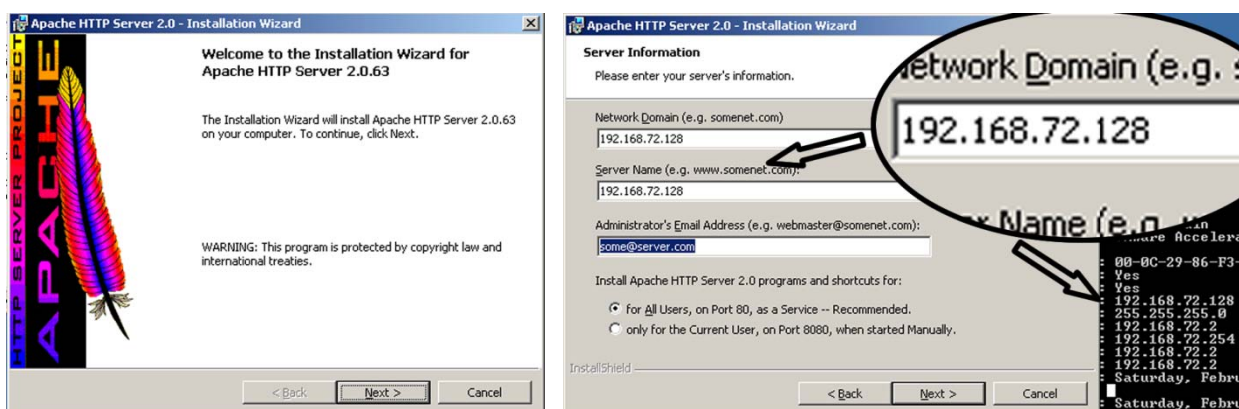 Apache HTTP Server 2.0 - Installation Wizard
HTTP SERVER PROJECT
APACHE
Welcome to the Installation Wizard for
Apache HTTP Server 2.0.63
The Installation Wizard will install Apache HTTP Server 2.0.63
on your computer. To continue, click Next.
WARNING: This program is protected by copyright law and
international treaties.
< Back
Next >
Cancel
Apache HTTP Server 2.0 - Installation Wizard
Server Information
Please enter your server's information.
Network Domain (e.g. somenet.com)
192.168.72.128
Server Name (e.g. www.somenet.com):
192.168.72.128
Administrator's Email Address (e.g. webmaster@somenet.com):
some@server.com
Install Apache HTTP Server 2.0 programs and shortcuts for:
for All Users, on Port 80, as a Service -- Recommended.
only for the Current User, on Port 8080, when started Manually.
InstallShield
< Back
Next >
Cancel
Network Domain (e.g.
192.168.72.128
Name (e.g.
: 00-0C-29-86-F3-
: Yes
: Yes
: 192.168.72.128
: 255.255.255.0
: 192.168.72.2
: 192.168.72.254
: 192.168.72.2
: 192.168.72.2
: Saturday, Febru
: Saturday, Febru